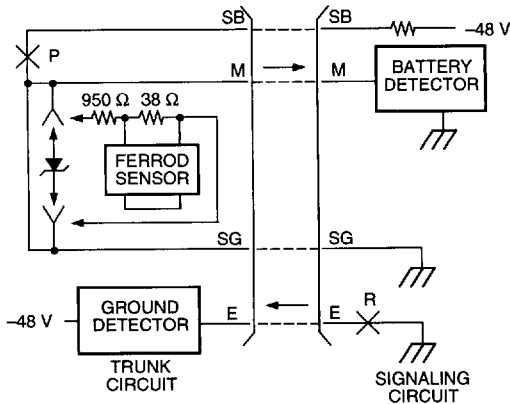 SB SB
–48 V
P
M M
BATTERY
DETECTOR
950 Ω 38 Ω
FERROD
SENSOR
SG SG
–48 V
GROUND
DETECTOR
E E
R
TRUNK
CIRCUIT
SIGNALING
CIRCUIT